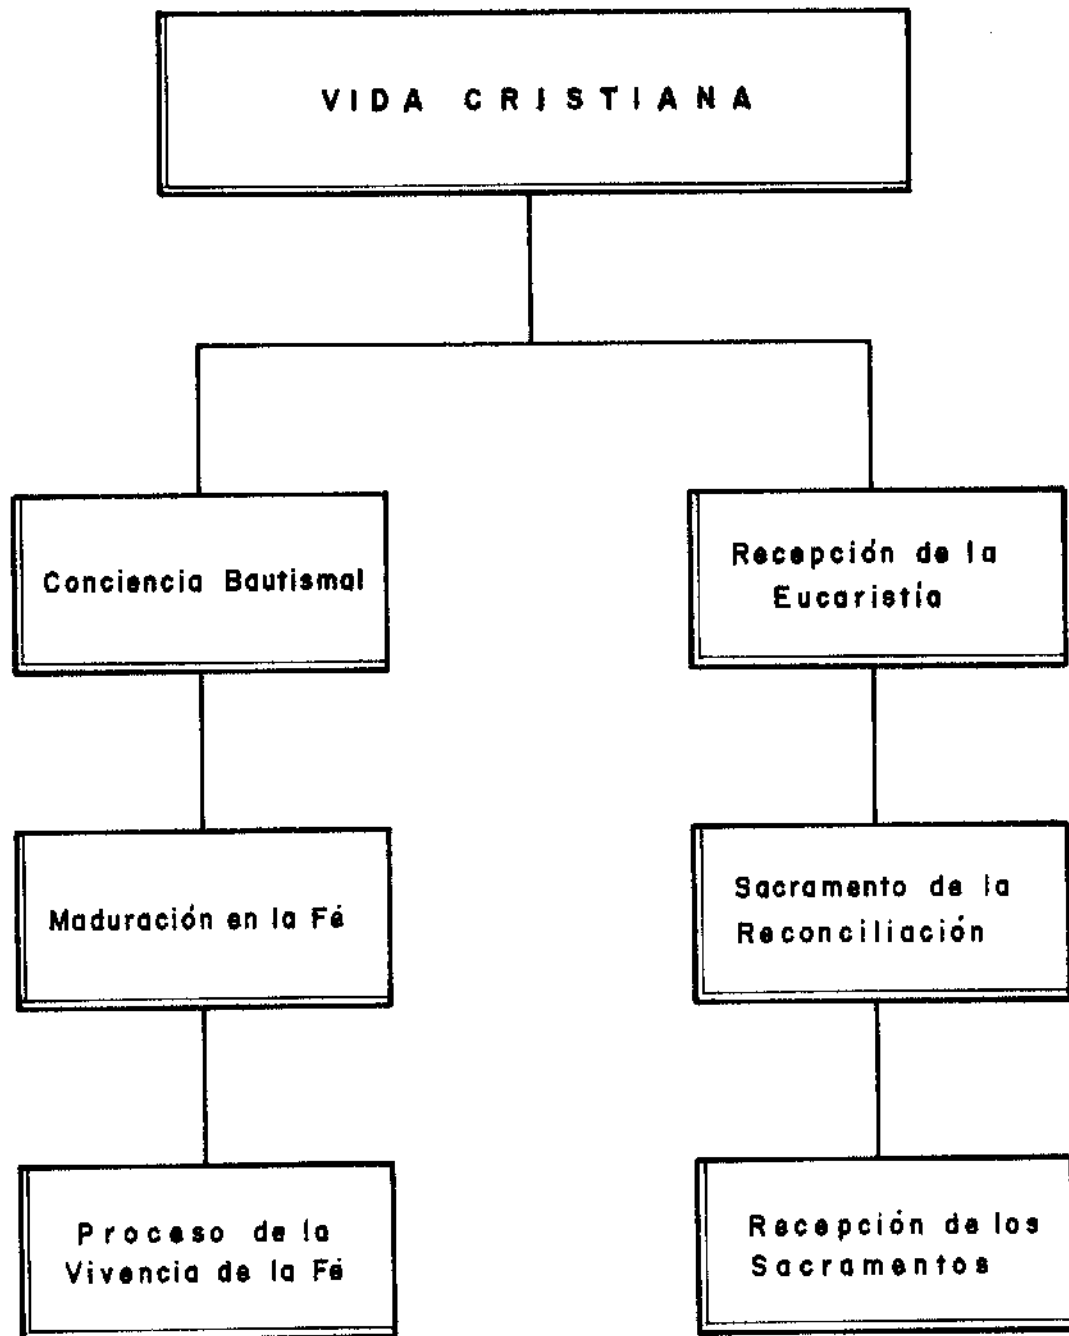 VIDA CRISTIANA
Conciencia Bautismal
Recepción de la
Eucaristía
Maduración en la Fé
Sacramento de la
Reconciliación
Proceso de la
Vivencia de la Fé
Recepción de los
Sacramentos